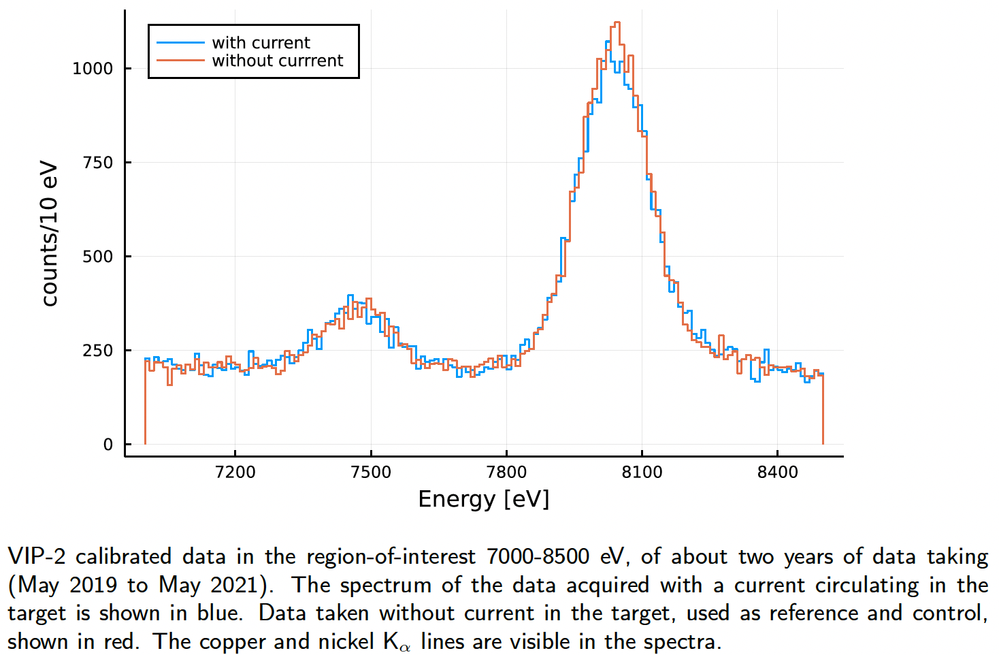 with current
without currrent
1000
750
500
250
0
counts/10 eV
7200 7500 7800 8100 8400
Energy [eV]
VIP-2 calibrated data in the region-of-interest 7000-8500 eV, of about two years of data taking
(May 2019 to May 2021). The spectrum of the data acquired with a current circulating in the
target is shown in blue. Data taken without current in the target, used as reference and control,
shown in red. The copper and nickel Kα lines are visible in the spectra.